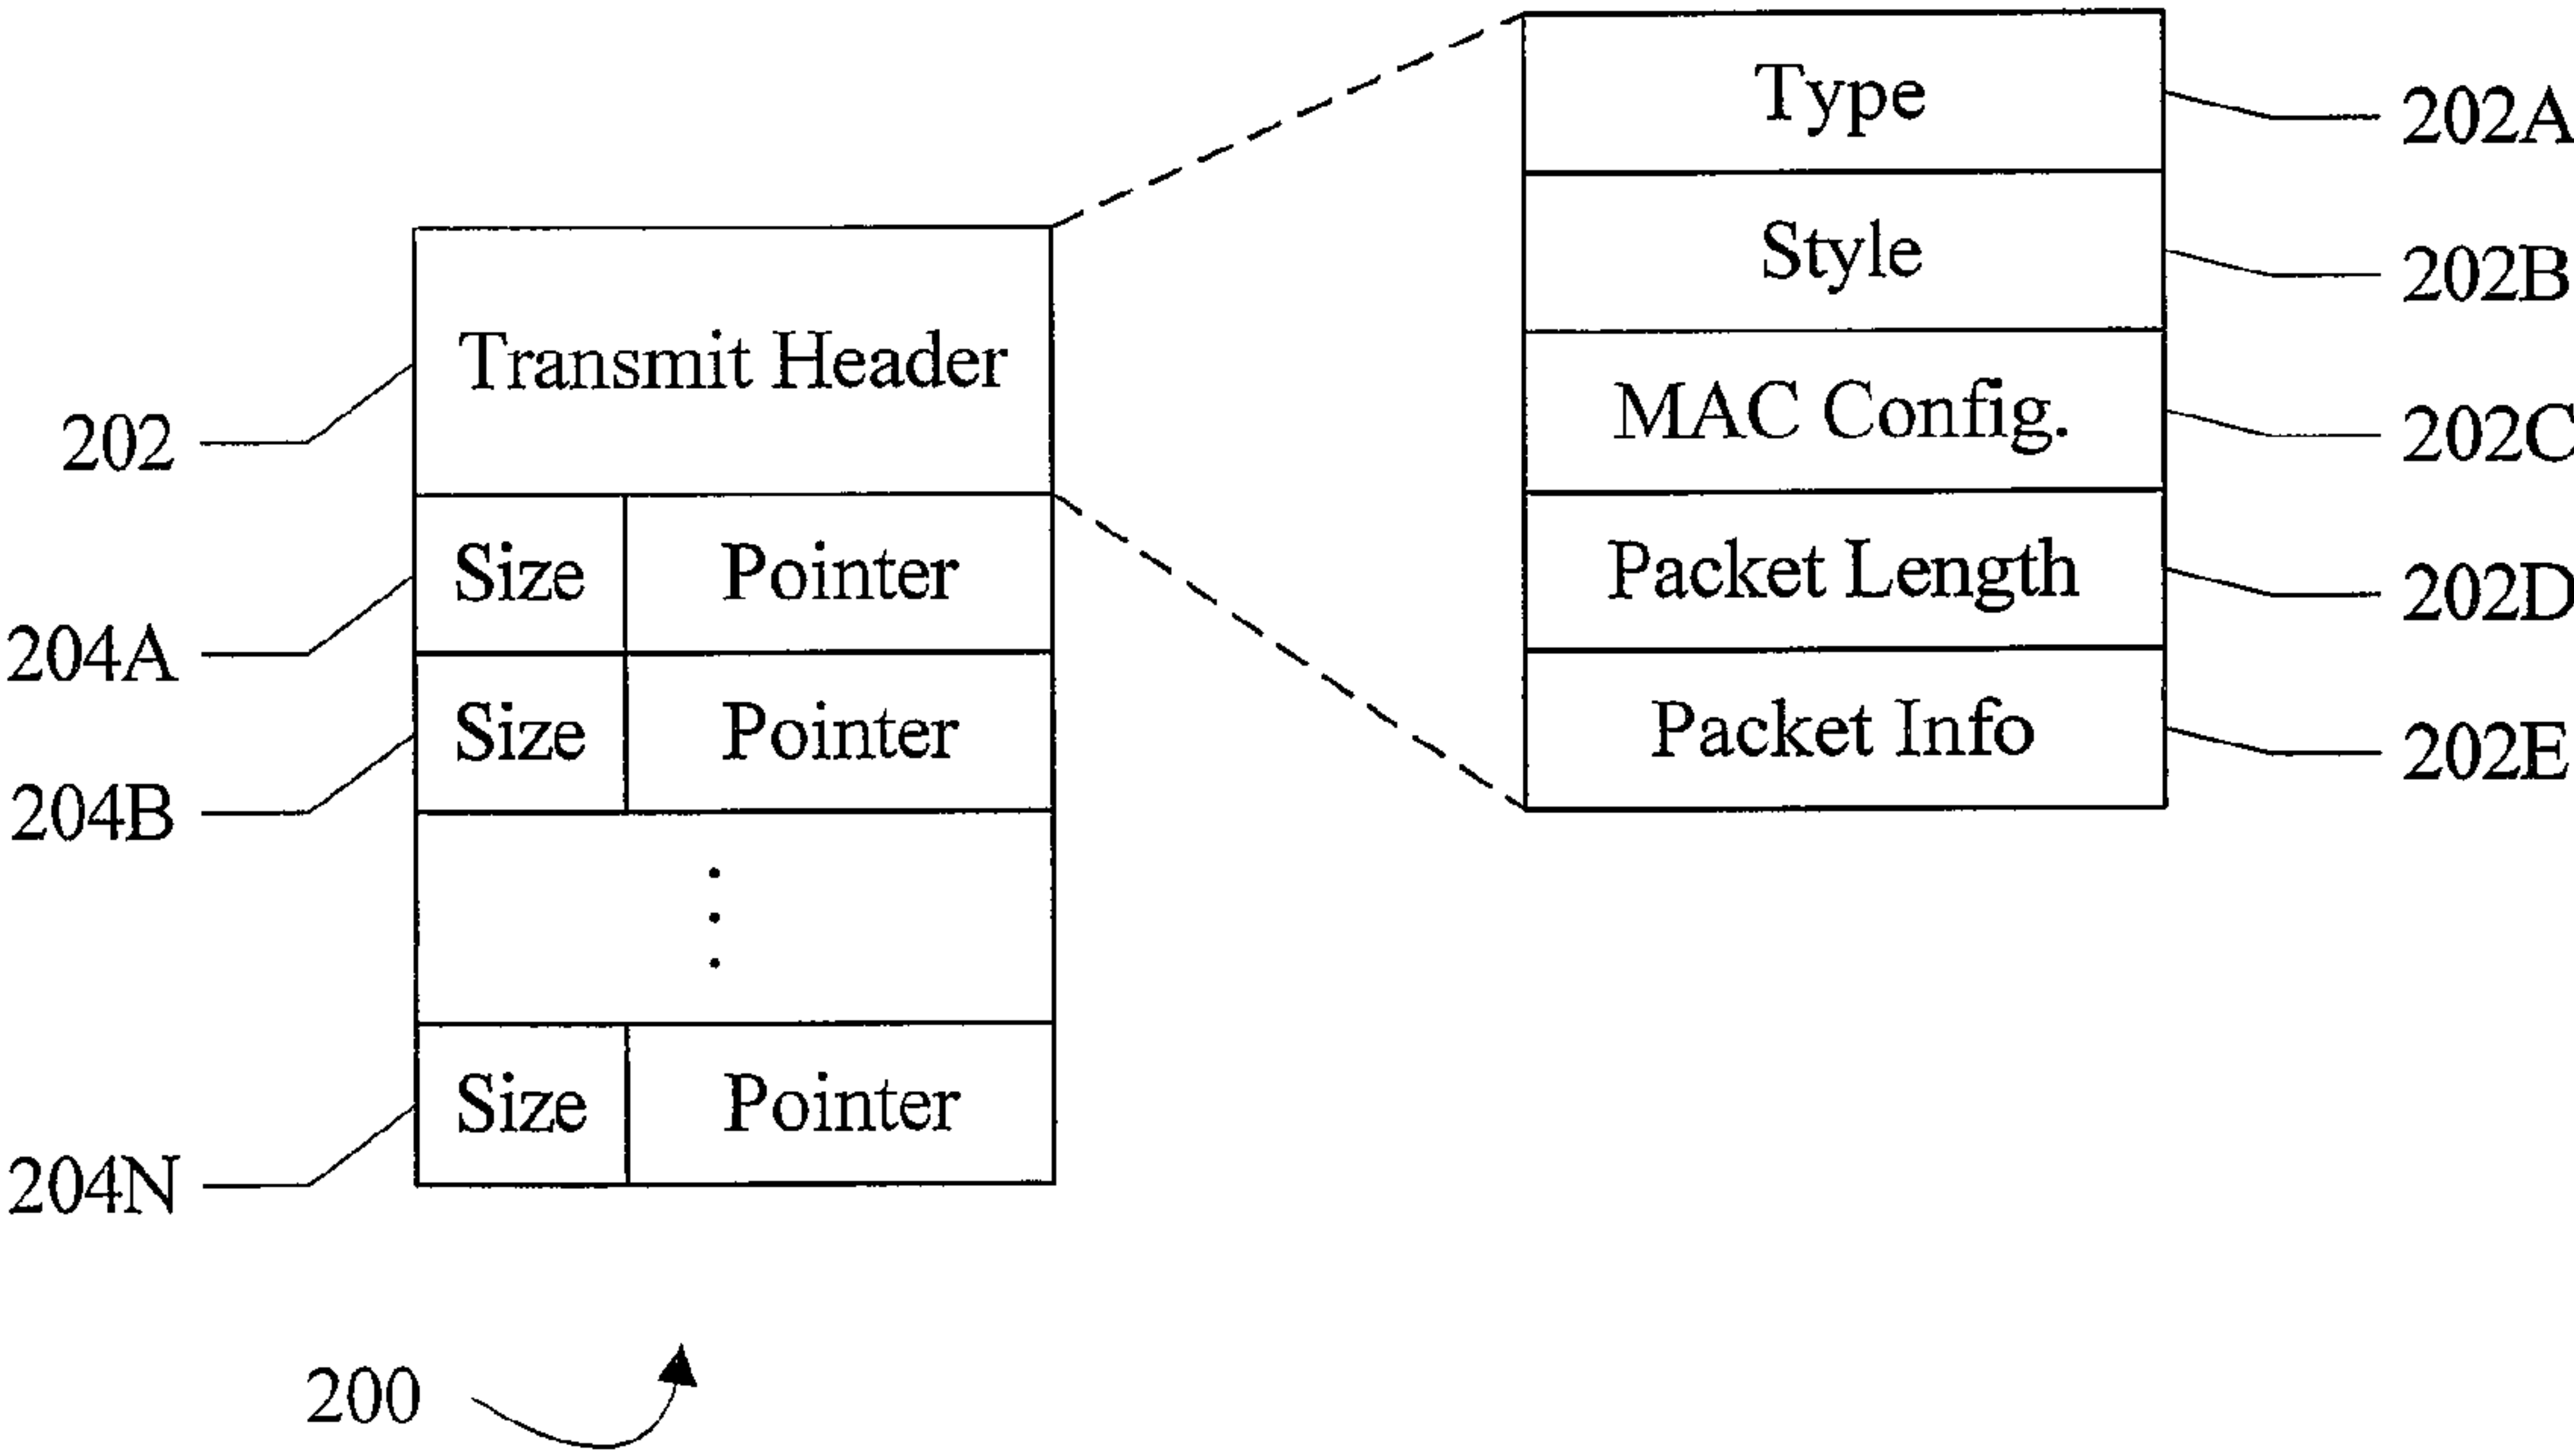 Type
202A
Style
202B
MAC Config.
202C
Packet Length
202D
Packet Info
202E
Transmit Header
202
Size Pointer
204A
Size Pointer
204B
Size Pointer
204N
200